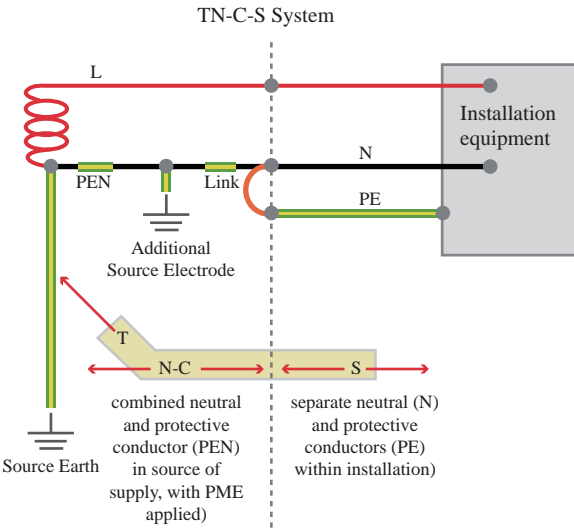 TN-C-S System
L
Installation
equipment
N
PEN
Link
PE
Additional
Source Electrode
T
N-C
S
combined neutral
and protective
conductor (PEN)
in source of
supply, with PME
applied)
separate neutral (N)
and protective
conductors (PE)
within installation)
Source Earth